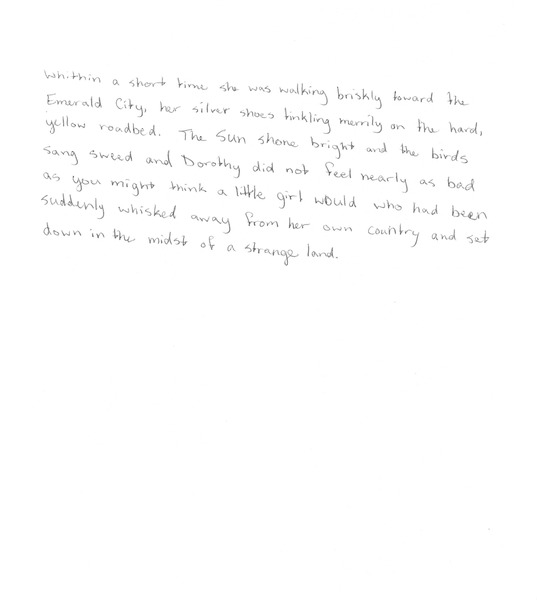 Whithin a short time she was walking briskly toward the
Emerald City, her silver shoes tinkling merrily on the hard,
yellow roadbed. The Sun shone bright and the birds
sang sweed and Dorothy did not feel nearly as bad
as you might think a little girl would who had been
suddenly whisked away from her own country and set
down in the midst of a strange land.